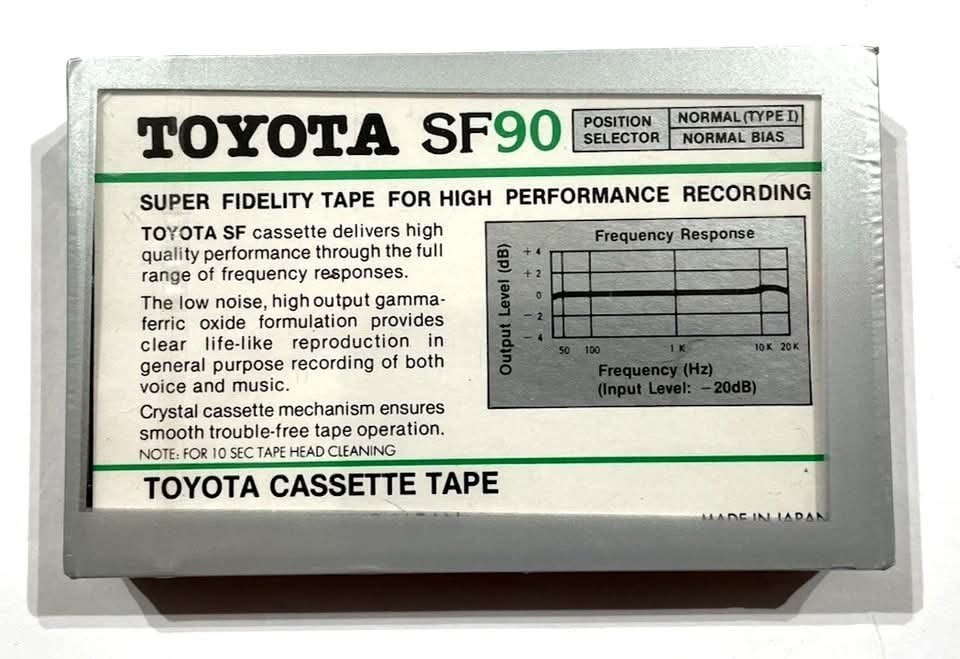 TOYOTA SF90
POSITION SELECTOR
NORMAL (TYPE I)
NORMAL BIAS
SUPER FIDELITY TAPE FOR HIGH PERFORMANCE RECORDING
TOYOTA SF cassette delivers high
quality performance through the full
range of frequency responses.
The low noise, high output gamma-
ferric oxide formulation provides
clear life-like reproduction in
general purpose recording of both
voice and music.
Crystal cassette mechanism ensures
smooth trouble-free tape operation.
NOTE: FOR 10 SEC TAPE HEAD CLEANING
Frequency Response
Output Level (dB)
+ 4
+ 2
0
- 2
- 4
50 100 1 K 10 K 20 K
Frequency (Hz)
(Input Level: -20dB)
TOYOTA CASSETTE TAPE
MADE IN JAPAN